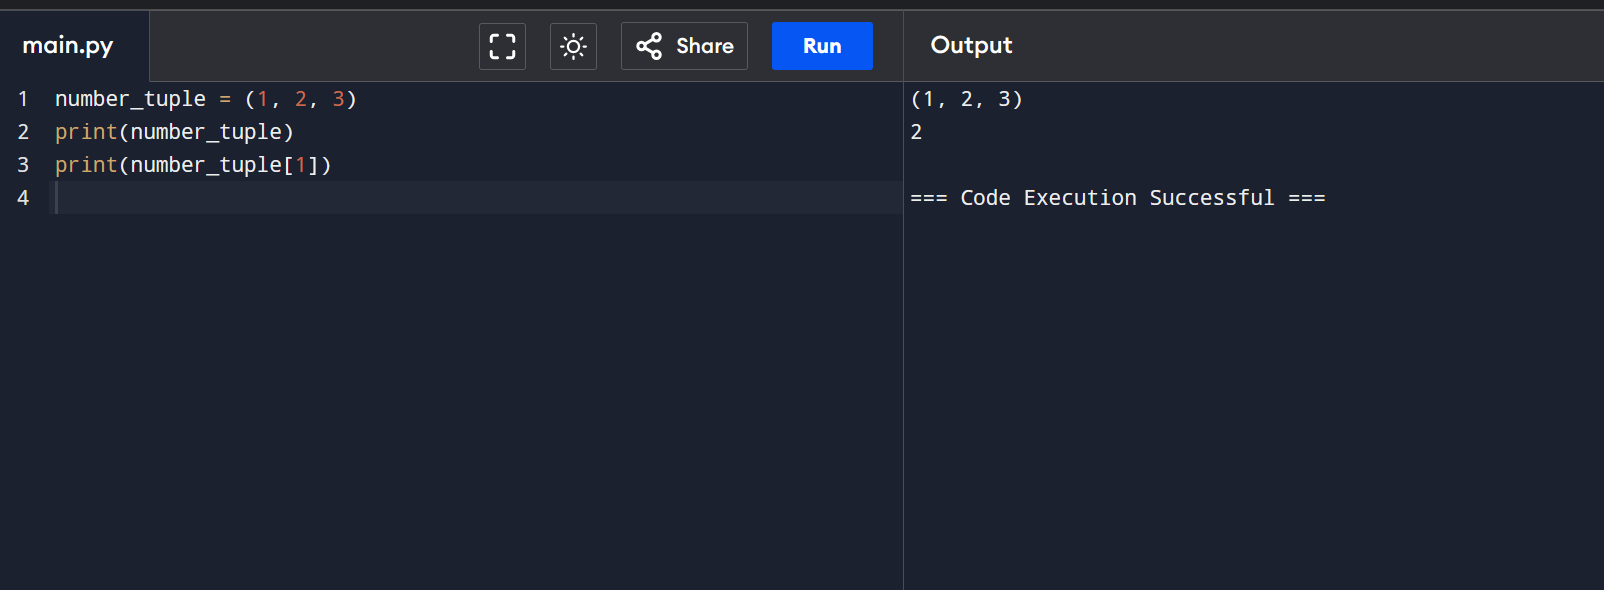 main.py
Share
Run
Output
1 number_tuple = (1, 2, 3)
2 print(number_tuple)
3 print(number_tuple[1])
4
(1, 2, 3)
2
=== Code Execution Successful ===